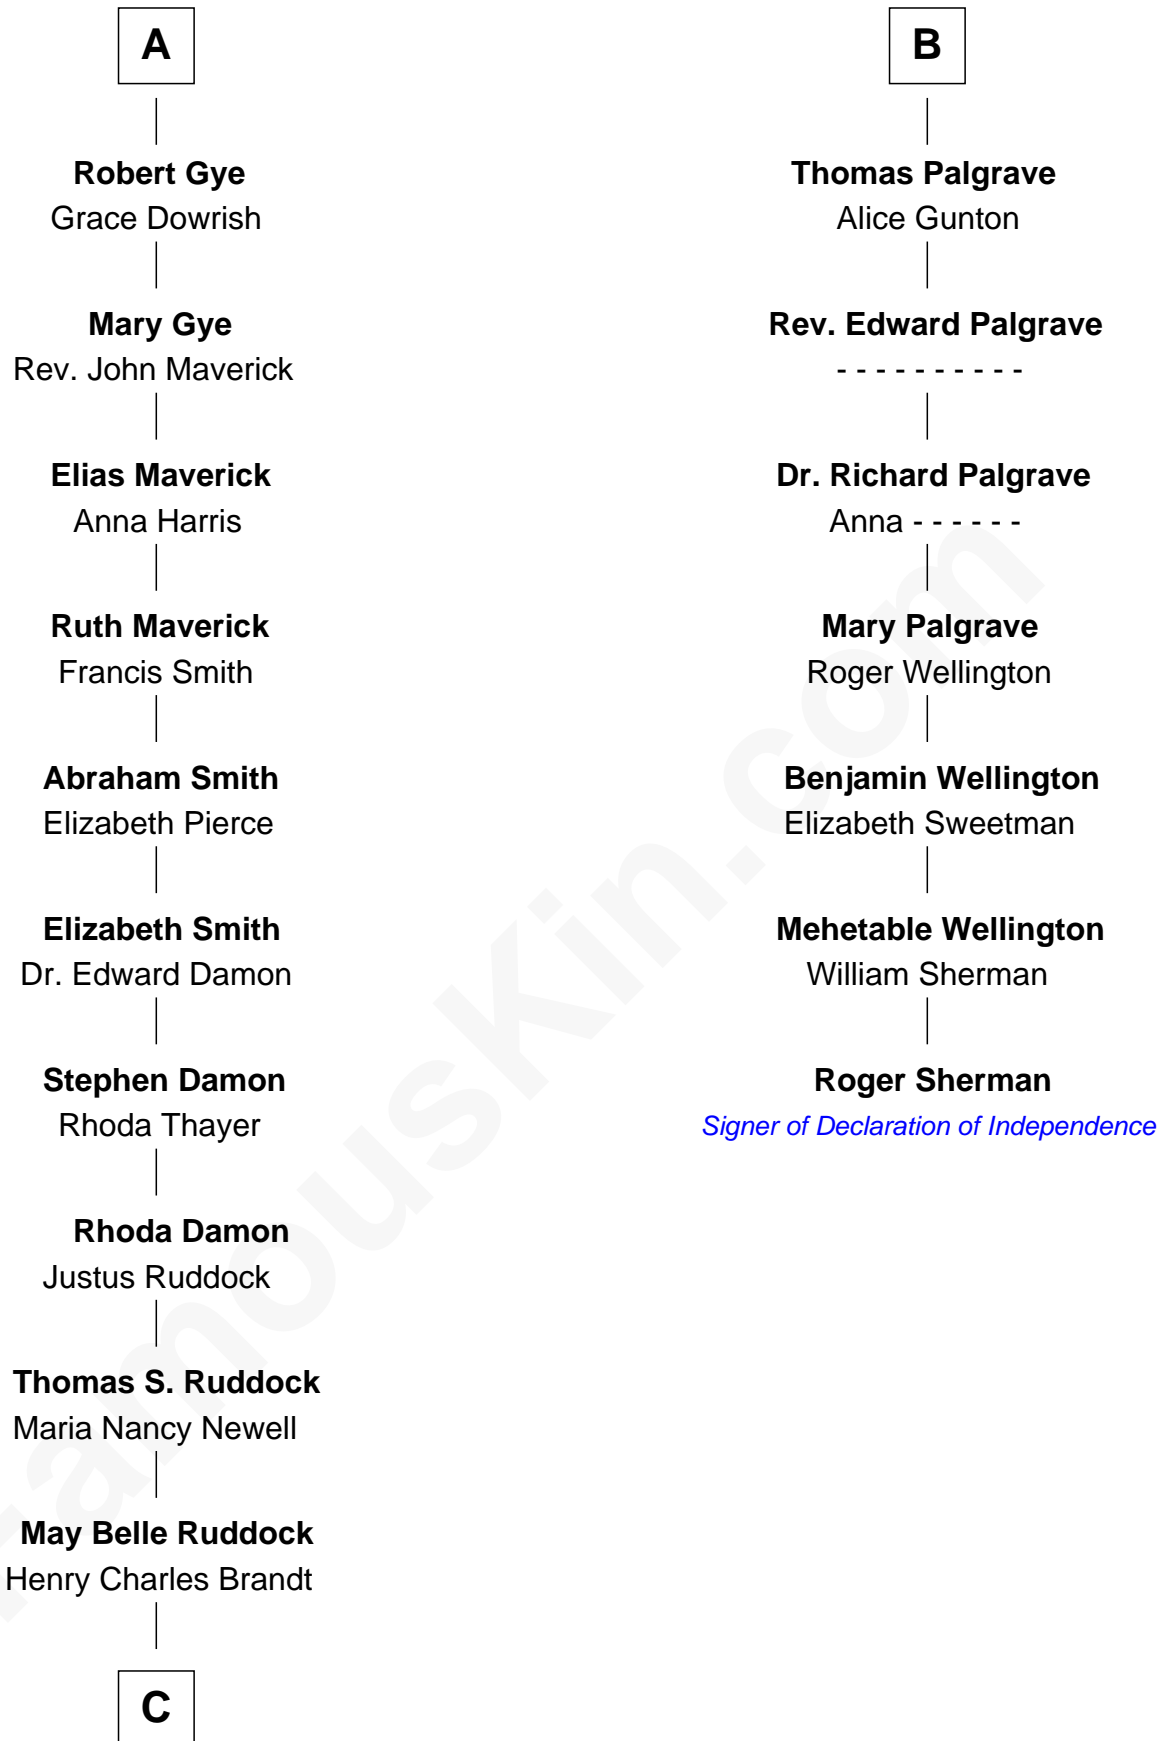 A
Robert Gye
Grace Dowrish
Mary Gye
Rev. John Maverick
Elias Maverick
Anna Harris
Ruth Maverick
Francis Smith
Abraham Smith
Elizabeth Pierce
Elizabeth Smith
Dr. Edward Damon
Stephen Damon
Rhoda Thayer
Rhoda Damon
Justus Ruddock
Thomas S. Ruddock
Maria Nancy Newell
May Belle Ruddock
Henry Charles Brandt
C
B
Thomas Palgrave
Alice Gunton
Rev. Edward Palgrave
- - - - - - - - - -
Dr. Richard Palgrave
Anna - - - - - -
Mary Palgrave
Roger Wellington
Benjamin Wellington
Elizabeth Sweetman
Mehetable Wellington
William Sherman
Roger Sherman
Signer of Declaration of Independence
FamousKin.com